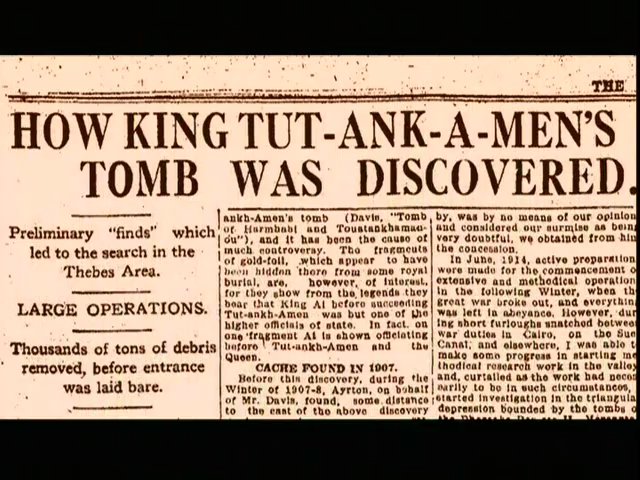 THE
HOW KING TUT-ANK-A-MEN'S
TOMB WAS DISCOVERED.
Preliminary "finds" which
led to the search in the
Thebes Area.
LARGE OPERATIONS.
Thousands of tons of debris
removed, before entrance
was laid bare.
ankh-Amen's tomb (Davis, "Tomb
of Harmhabi and Touatankhama-
ou"), and it has been the cause of
much controversy. The fragments
of gold-foil, which appear to have
been hidden there from some royal
burial, are, however, of interest,
for they show from the legends they
bear that King Ai before succeeding
Tut-ankh-Amen was but one of the
higher officials of state. In fact, on
one fragment Ai is shown officiating
before Tut-ankh-Amen and the
Queen.
CACHE FOUND IN 1907.
Before this discovery, during the
Winter of 1907-8, Ayrton, on behalf
of Mr. Davis, found, some distance
to the east of the above discovery
by, was by no means of our opinion
and considered our surmise as being
very doubtful, we obtained from him
the concession.
In June, 1914, active preparation
were made for the commencement o
extensive and methodical operation
in the following Winter, when th
great war broke out, and everythin
was left in abeyance. However, dur
ing short furloughs snatched between
war duties in Cairo, on the Sue
Canal, and elsewhere, I was able t
make some progress in starting me
thodical research work in the valley
and, curtailed as the work had neces
sarily to be in such circumstances,
started investigation in the triangula
depression bounded by the tombs o